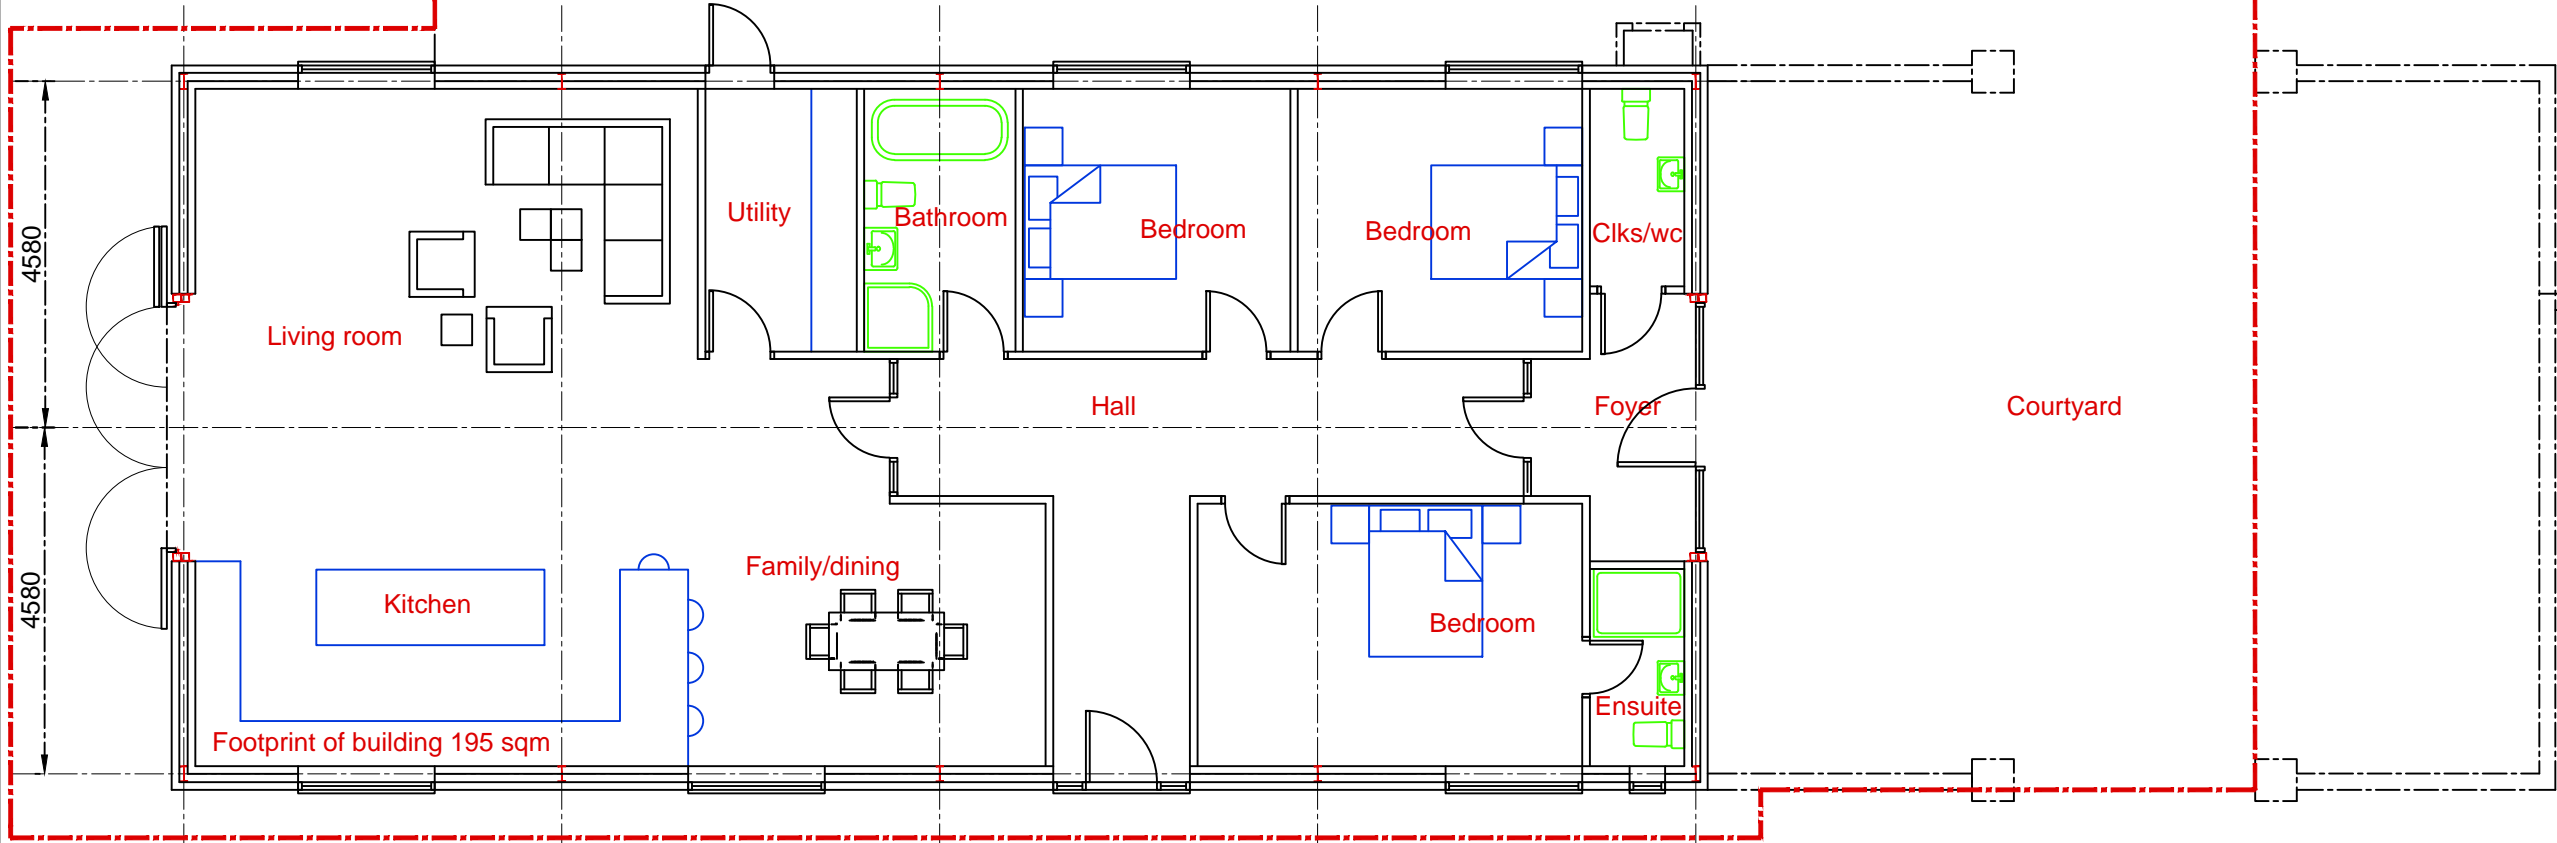 4580
4580
Living room
Utility
Bathroom
Bedroom
Bedroom
Clks/wc
Hall
Foyer
Courtyard
Kitchen
Family/dining
Bedroom
Ensuite
Footprint of building 195 sqm